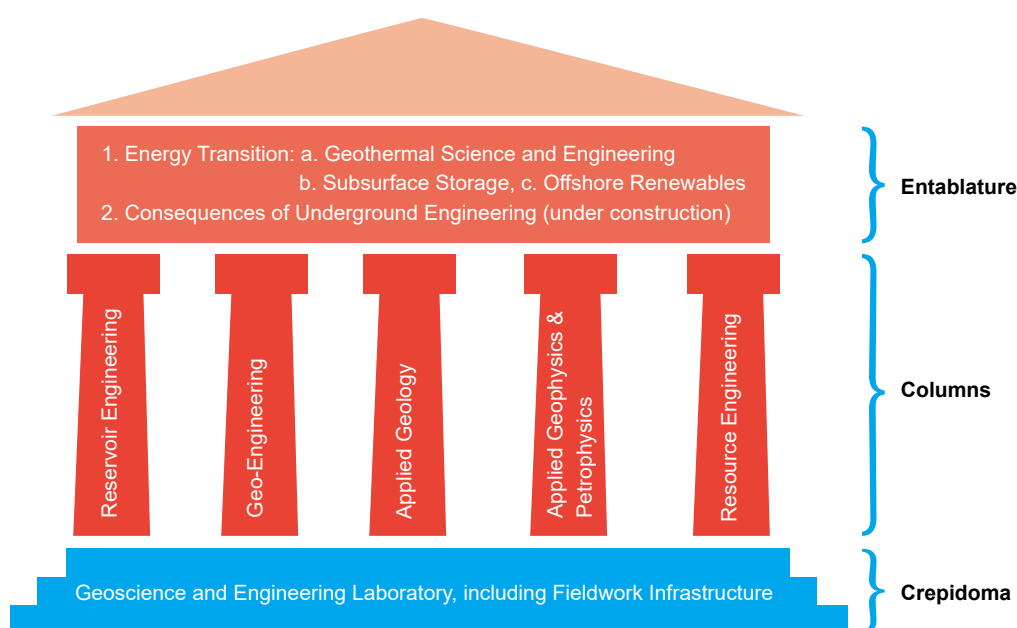 1. Energy Transition: a. Geothermal Science and Engineering
b. Subsurface Storage, c. Offshore Renewables
2. Consequences of Underground Engineering (under construction)
Entablature
Reservoir Engineering
Geo-Engineering
Applied Geology
Applied Geophysics &
Petrophysics
Resource Engineering
Columns
Geoscience and Engineering Laboratory, including Fieldwork Infrastructure
Crepidoma